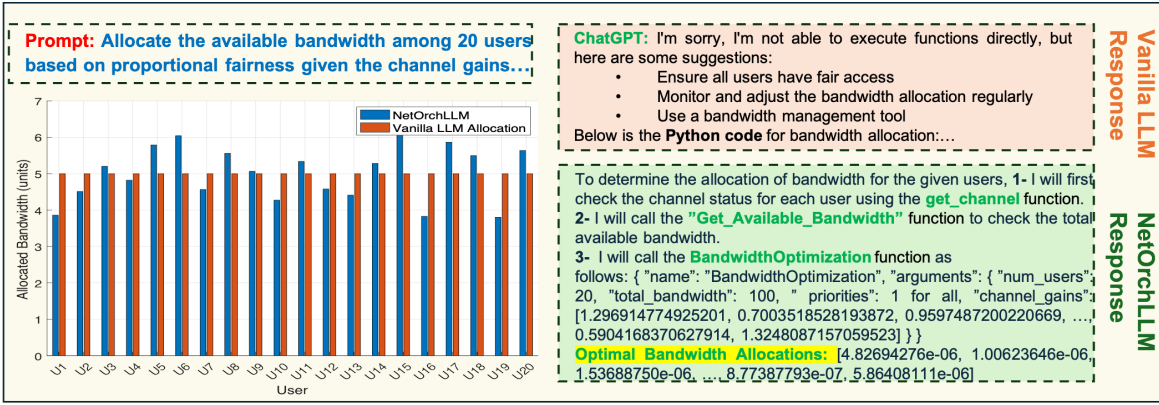 Prompt: Allocate the available bandwidth among 20 users
based on proportional fairness given the channel gains...
7
6
5
4
3
2
1
0
Allocated Bandwidth (units)
NetOrchLLM
Vanilla LLM Allocation
U1
U2
U3
U4
U5
U6
U7
U8
U9
U10
U11
U12
U13
U14
U15
U16
U17
U18
U19
U20
User
ChatGPT: I'm sorry, I'm not able to execute functions directly, but
here are some suggestions:
• Ensure all users have fair access
• Monitor and adjust the bandwidth allocation regularly
• Use a bandwidth management tool
Below is the Python code for bandwidth allocation:...
Vanilla LLM
Response
To determine the allocation of bandwidth for the given users, 1- I will first
check the channel status for each user using the get_channel function.
2- I will call the ”Get_Available_Bandwidth” function to check the total
available bandwidth.
3- I will call the BandwidthOptimization function as
follows: { ”name”: ”BandwidthOptimization”, ”arguments”: { ”num_users”:
20, ”total_bandwidth”: 100, ” priorities”: 1 for all, ”channel_gains”:
[1.296914774925201, 0.7003518528193872, 0.9597487200220669, ...,
0.5904168370627914, 1.3248087157059523] } }
Optimal Bandwidth Allocations: [4.82694276e-06, 1.00623646e-06,
1.53688750e-06, ...., 8.77387793e-07, 5.86408111e-06]
NetOrchLLM
Response